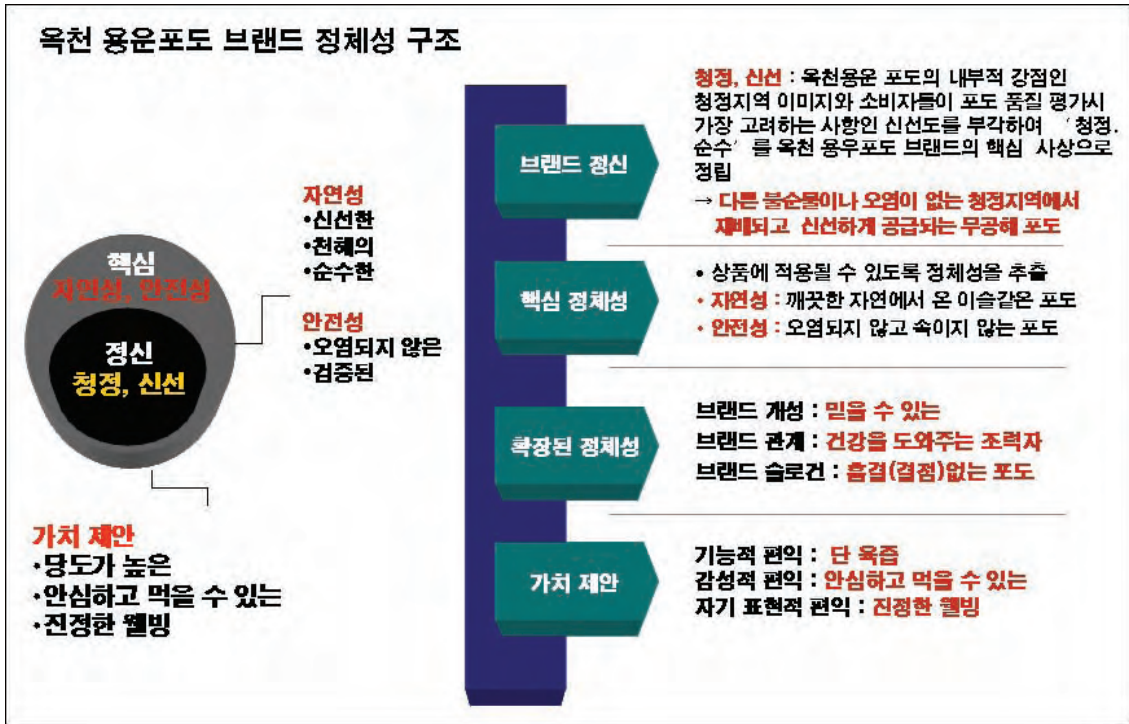 옥천 용운포도 브랜드 정체성 구조
핵심
자연성, 안전성
정신
청정, 신선
자연성
•신선한
•천혜의
•순수한
안전성
•오염되지 않은
•검증된
가치 제안
•당도가 높은
•안심하고 먹을 수 있는
•진정한 웰빙
브랜드 정신
청정, 신선 : 옥천용운 포도의 내부적 강점인
청정지역 이미지와 소비자들이 포도 품질 평가시
가장 고려하는 사항인 신선도를 부각하여 ‘청정.
순수’를 옥천 용우포도 브랜드의 핵심 사상으로
정립
→ 다른 불순물이나 오염이 없는 청정지역에서
재배되고 신선하게 공급되는 무공해 포도
핵심 정체성
• 상품에 적용될 수 있도록 정체성을 추출
• 자연성 : 깨끗한 자연에서 온 이슬같은 포도
• 안전성 : 오염되지 않고 속이지 않는 포도
확장된 정체성
브랜드 개성 : 믿을 수 있는
브랜드 관계 : 건강을 도와주는 조력자
브랜드 슬로건 : 흠결(결점)없는 포도
가치 제안
기능적 편익 : 단 육즙
감성적 편익 : 안심하고 먹을 수 있는
자기 표현적 편익 : 진정한 웰빙